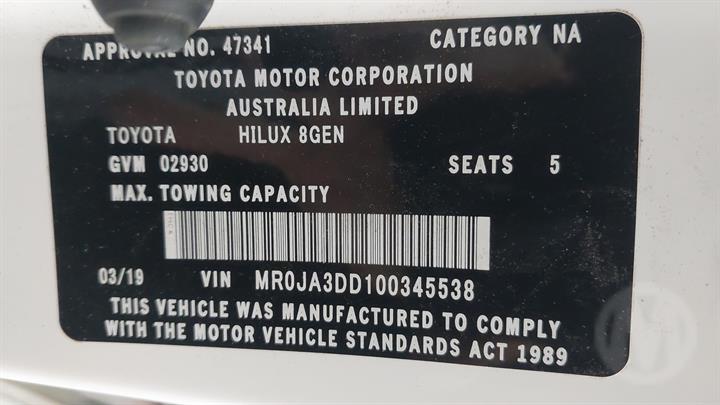 APPROVAL NO. 47341 CATEGORY NA
TOYOTA MOTOR CORPORATION
AUSTRALIA LIMITED
TOYOTA HILUX 8GEN
GVM 02930 SEATS 5
MAX. TOWING CAPACITY
03/19 VIN MR0JA3DD100345538
THIS VEHICLE WAS MANUFACTURED TO COMPLY
WITH THE MOTOR VEHICLE STANDARDS ACT 1989